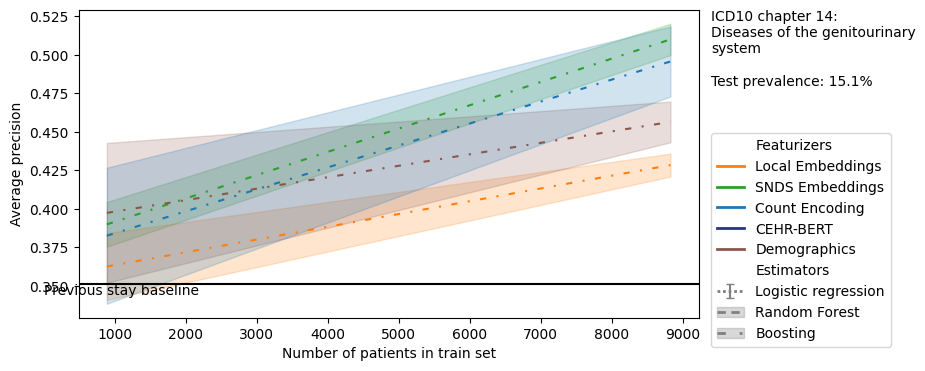 ICD10 chapter 14:
Diseases of the genitourinary
system
Test prevalence: 15.1%
Average precision
0.525
0.500
0.475
0.450
0.425
0.400
0.375
0.350
Previous stay baseline
1000 2000 3000 4000 5000 6000 7000 8000 9000
Number of patients in train set
Featurizers
Local Embeddings
SNDS Embeddings
Count Encoding
CEHR-BERT
Demographics
Estimators
Logistic regression
Random Forest
Boosting